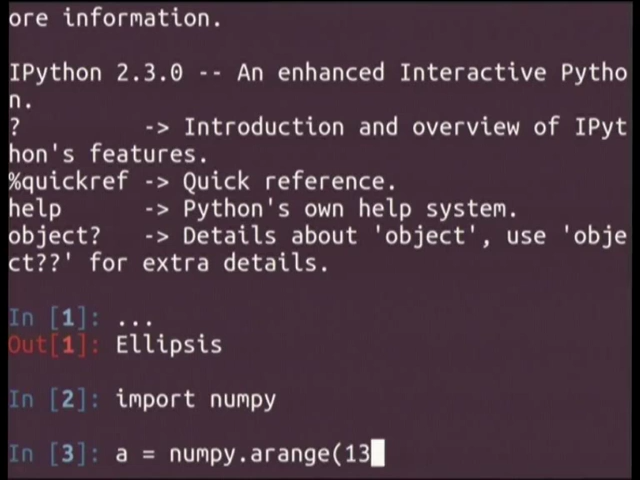 ore information.
IPython 2.3.0 -- An enhanced Interactive Pytho
n.
? -> Introduction and overview of IPyt
hon's features.
%quickref -> Quick reference.
help -> Python's own help system.
object? -> Details about 'object', use 'obje
ct??' for extra details.
In [1]: ...
Out[1]: Ellipsis
In [2]: import numpy
In [3]: a = numpy.arange(13